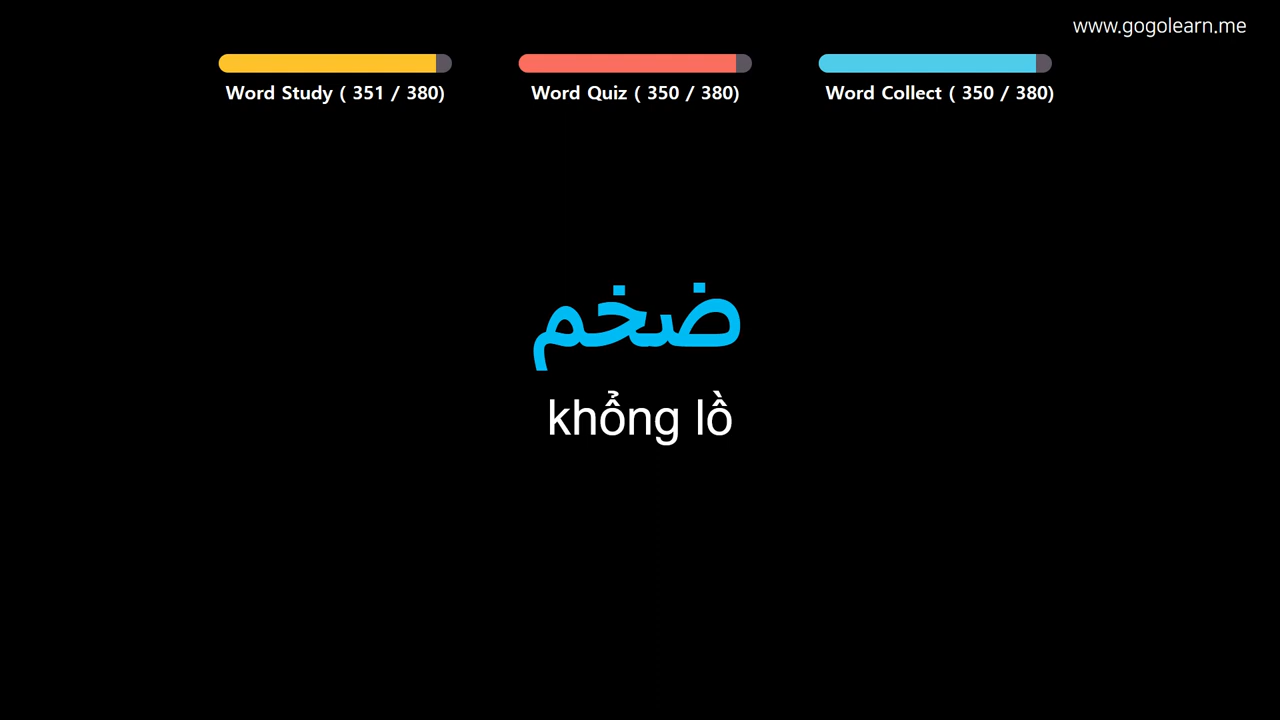 www.gogolearn.me
Word Study ( 351 / 380)
Word Quiz ( 350 / 380)
Word Collect ( 350 / 380)
ضخم
khổng lồ